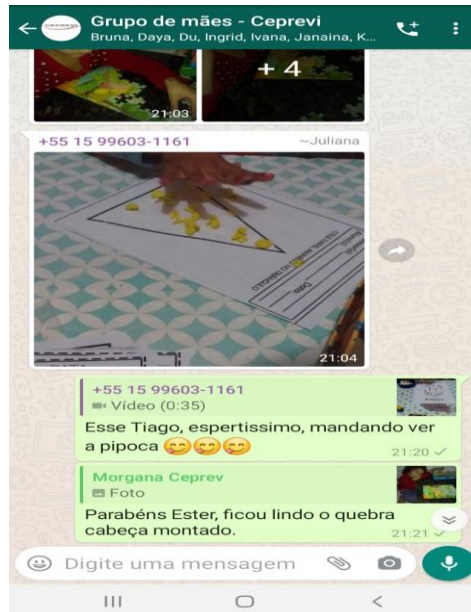 Grupo de mães - Ceprevi
Bruna, Daya, Du, Ingrid, Ivana, Janaina, K...
+ 4
21:03
+55 15 99603-1161
~Juliana
Data
21:04
+55 15 99603-1161
Vídeo (0:35)
Esse Tiago, espertissimo, mandando ver
a pipoca
21:20
Morgana Ceprev
Foto
Parabéns Ester, ficou lindo o quebra
cabeça montado.
21:21
Digite uma mensagem